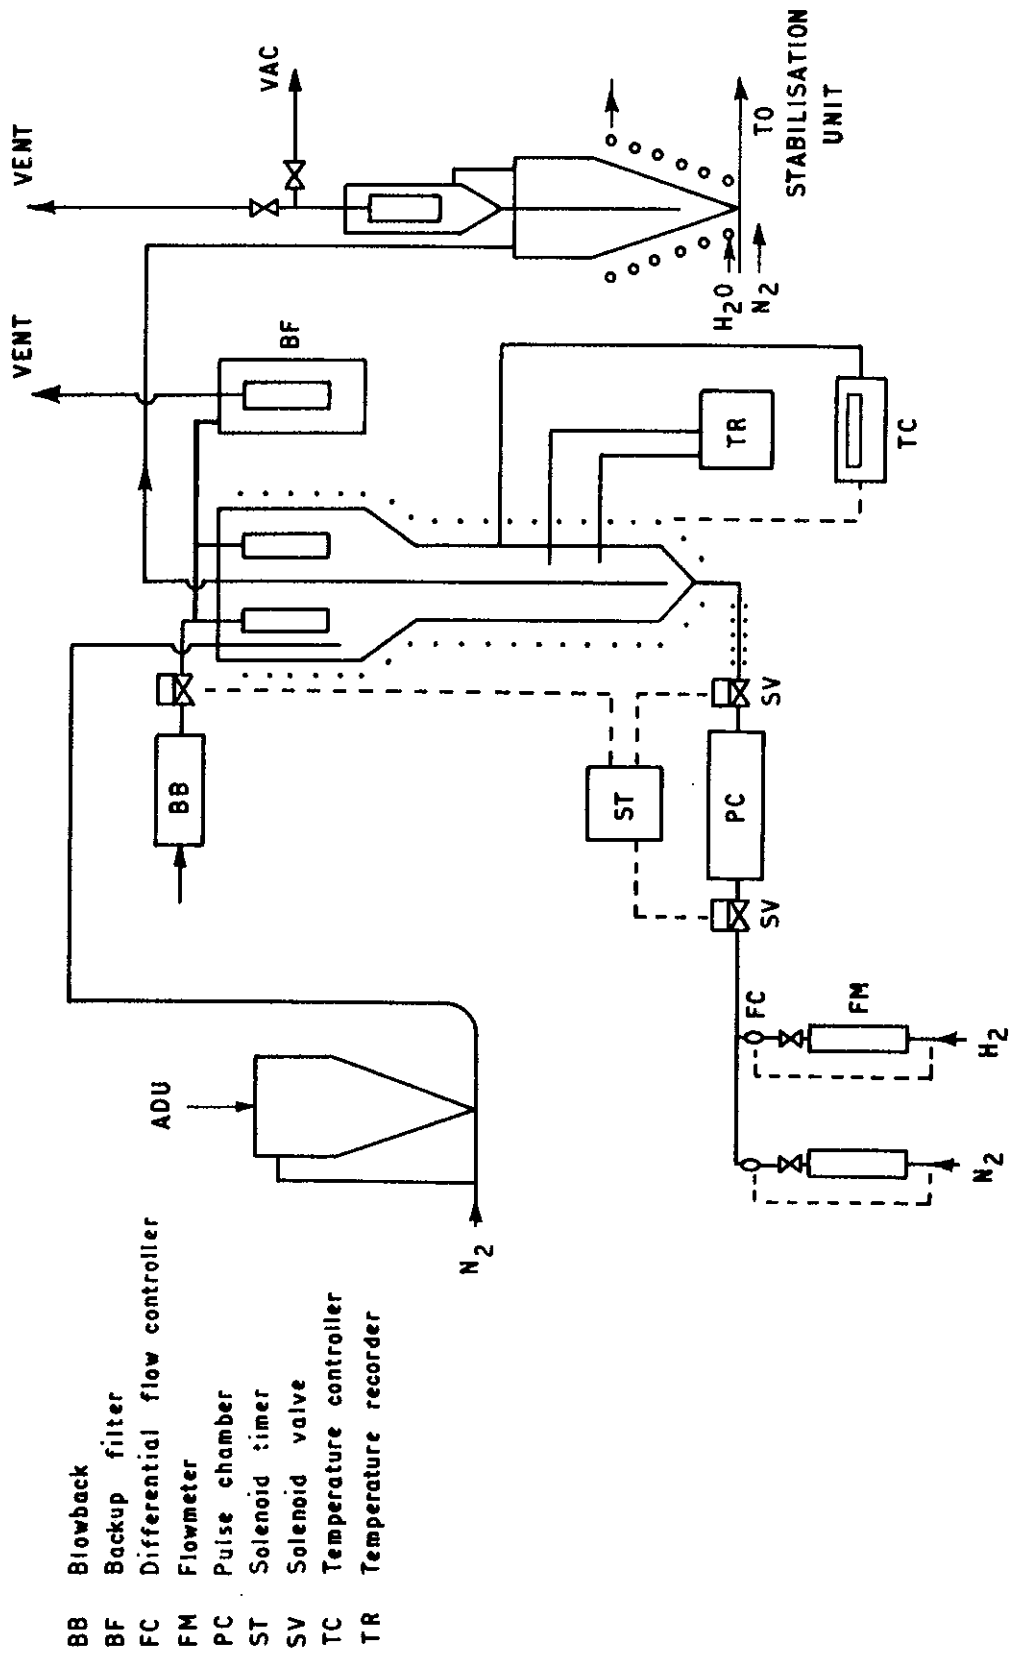 VENT
VENT
VAC
BF
TO
STABILISATION
UNIT
H2O
N2
TR
TC
BB
ST
SV
PC
SV
FC
FM
H2
N2
ADU
N2
BB Blowback
BF Backup filter
FC Differential flow controller
FM Flowmeter
PC Pulse chamber
ST Solenoid timer
SV Solenoid valve
TC Temperature controller
TR Temperature recorder